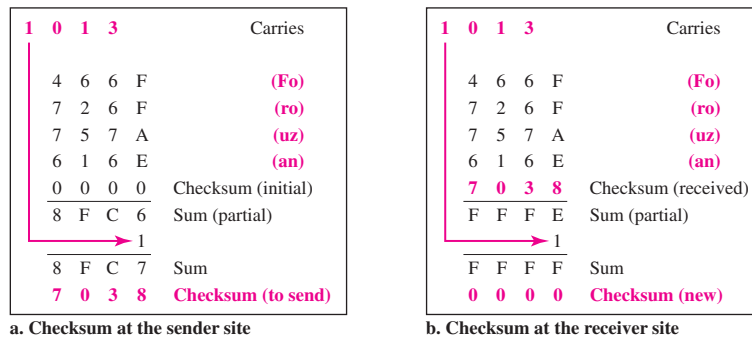 1 0 1 3 Carries
4 6 6 F (Fo)
7 2 6 F (ro)
7 5 7 A (uz)
6 1 6 E (an)
0 0 0 0 Checksum (initial)
8 F C 6 Sum (partial)
1
8 F C 7 Sum
7 0 3 8 Checksum (to send)
a. Checksum at the sender site
1 0 1 3 Carries
4 6 6 F (Fo)
7 2 6 F (ro)
7 5 7 A (uz)
6 1 6 E (an)
7 0 3 8 Checksum (received)
F F F E Sum (partial)
1
F F F F Sum
0 0 0 0 Checksum (new)
b. Checksum at the receiver site